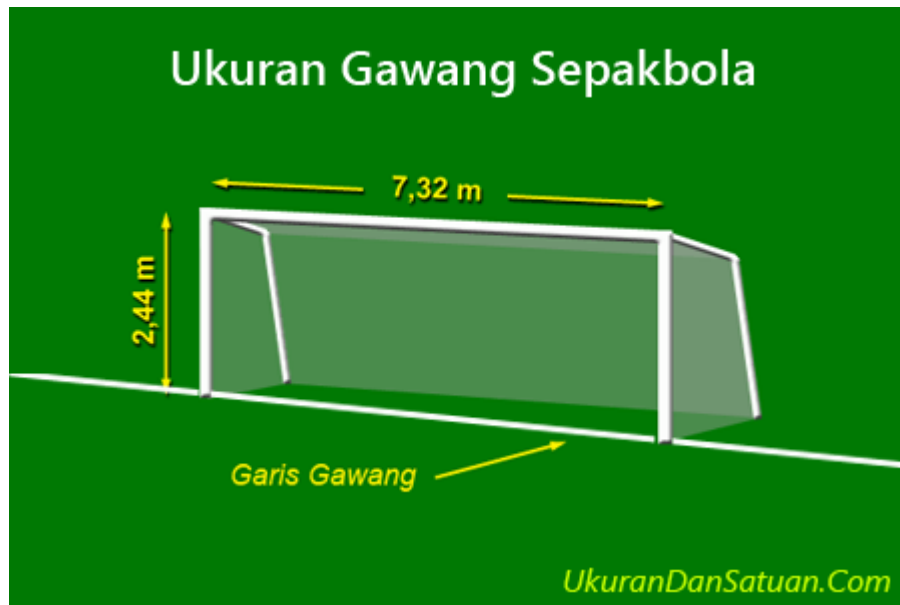 Ukuran Gawang Sepakbola
7,32 m
2,44 m
Garis Gawang
UkuranDanSatuan.Com